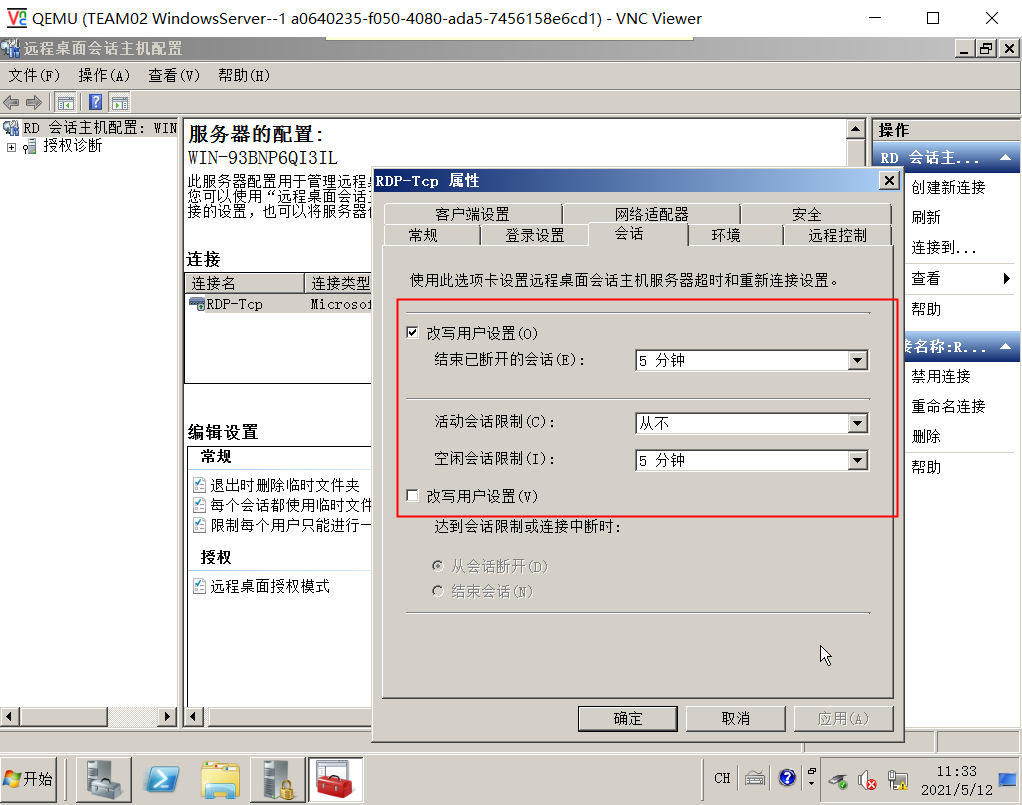 QEMU (TEAM02 WindowsServer--1 a0640235-f050-4080-ada5-7456158e6cd1) - VNC Viewer
远程桌面会话主机配置
文件(F) 操作(A) 查看(V) 帮助(H)
RD 会话主机配置: WIN
授权诊断
服务器的配置:
WIN-93BNP6QI3IL
此服务器配置用于管理远程
您可以使用“远程桌面会话
接的设置，也可以将服务器
连接
连接名 连接类型
RDP-Tcp Microso
编辑设置
常规
退出时删除临时文件夹
每个会话都使用临时文件
限制每个用户只能进行一
授权
远程桌面授权模式
RDP-Tcp 属性
客户端设置 网络适配器 安全
常规 登录设置 会话 环境 远程控制
使用此选项卡设置远程桌面会话主机服务器超时和重新连接设置。
改写用户设置(O)
结束已断开的会话(E): 5 分钟
活动会话限制(C): 从不
空闲会话限制(I): 5 分钟
改写用户设置(V)
达到会话限制或连接中断时:
从会话断开(D)
结束会话(N)
确定 取消 应用(A)
操作
RD 会话主...
创建新连接
刷新
连接到...
查看
帮助
名称:R...
禁用连接
重命名连接
删除
帮助
开始
CH
11:33
2021/5/12